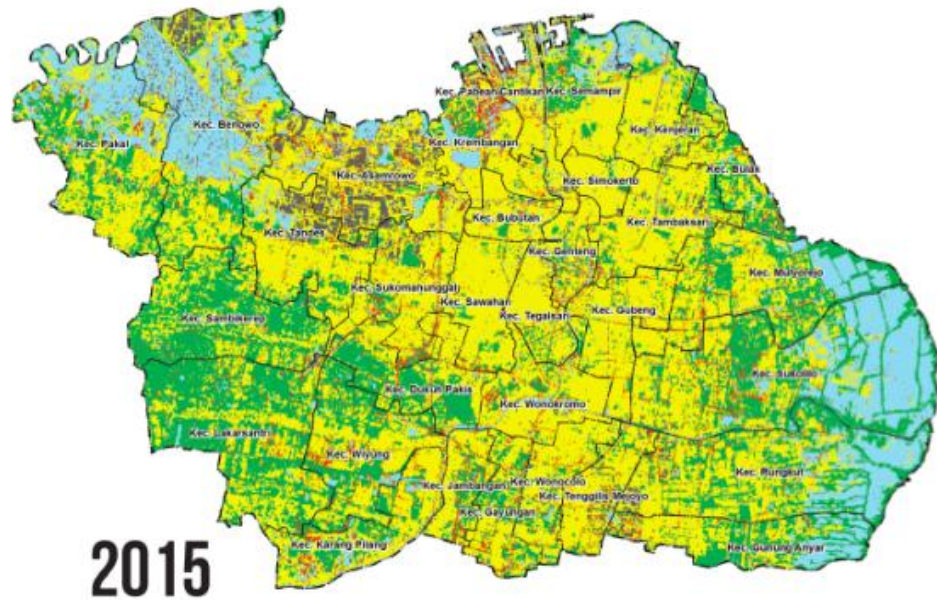 Kec. Pabean Cantikan Kec. Semampir
Kec. Benowo
Kec. Kenjeran
Kec. Pakal
Kec. Krembangan
Kec. Bulak
Kec. Asemrowo
Kec. Simokerto
Kec. Bubutan
Kec. Tambaksari
Kec. Tandes
Kec. Genteng
Kec. Mulyorejo
Kec. Sukomanunggal
Kec. Sawahan
Kec. Sambikerep
Kec. Tegalsari
Kec. Gubeng
Kec. Sukolilo
Kec. Dukuh Pakis
Kec. Wonokromo
Kec. Lakarsantri
Kec. Wiyung
Kec. Rungkut
Kec. Jambangan
Kec. Wonocolo
Kec. Tenggilis Mejoyo
Kec. Gayungan
Kec. Karang Pilang
Kec. Gunung Anyar
2015